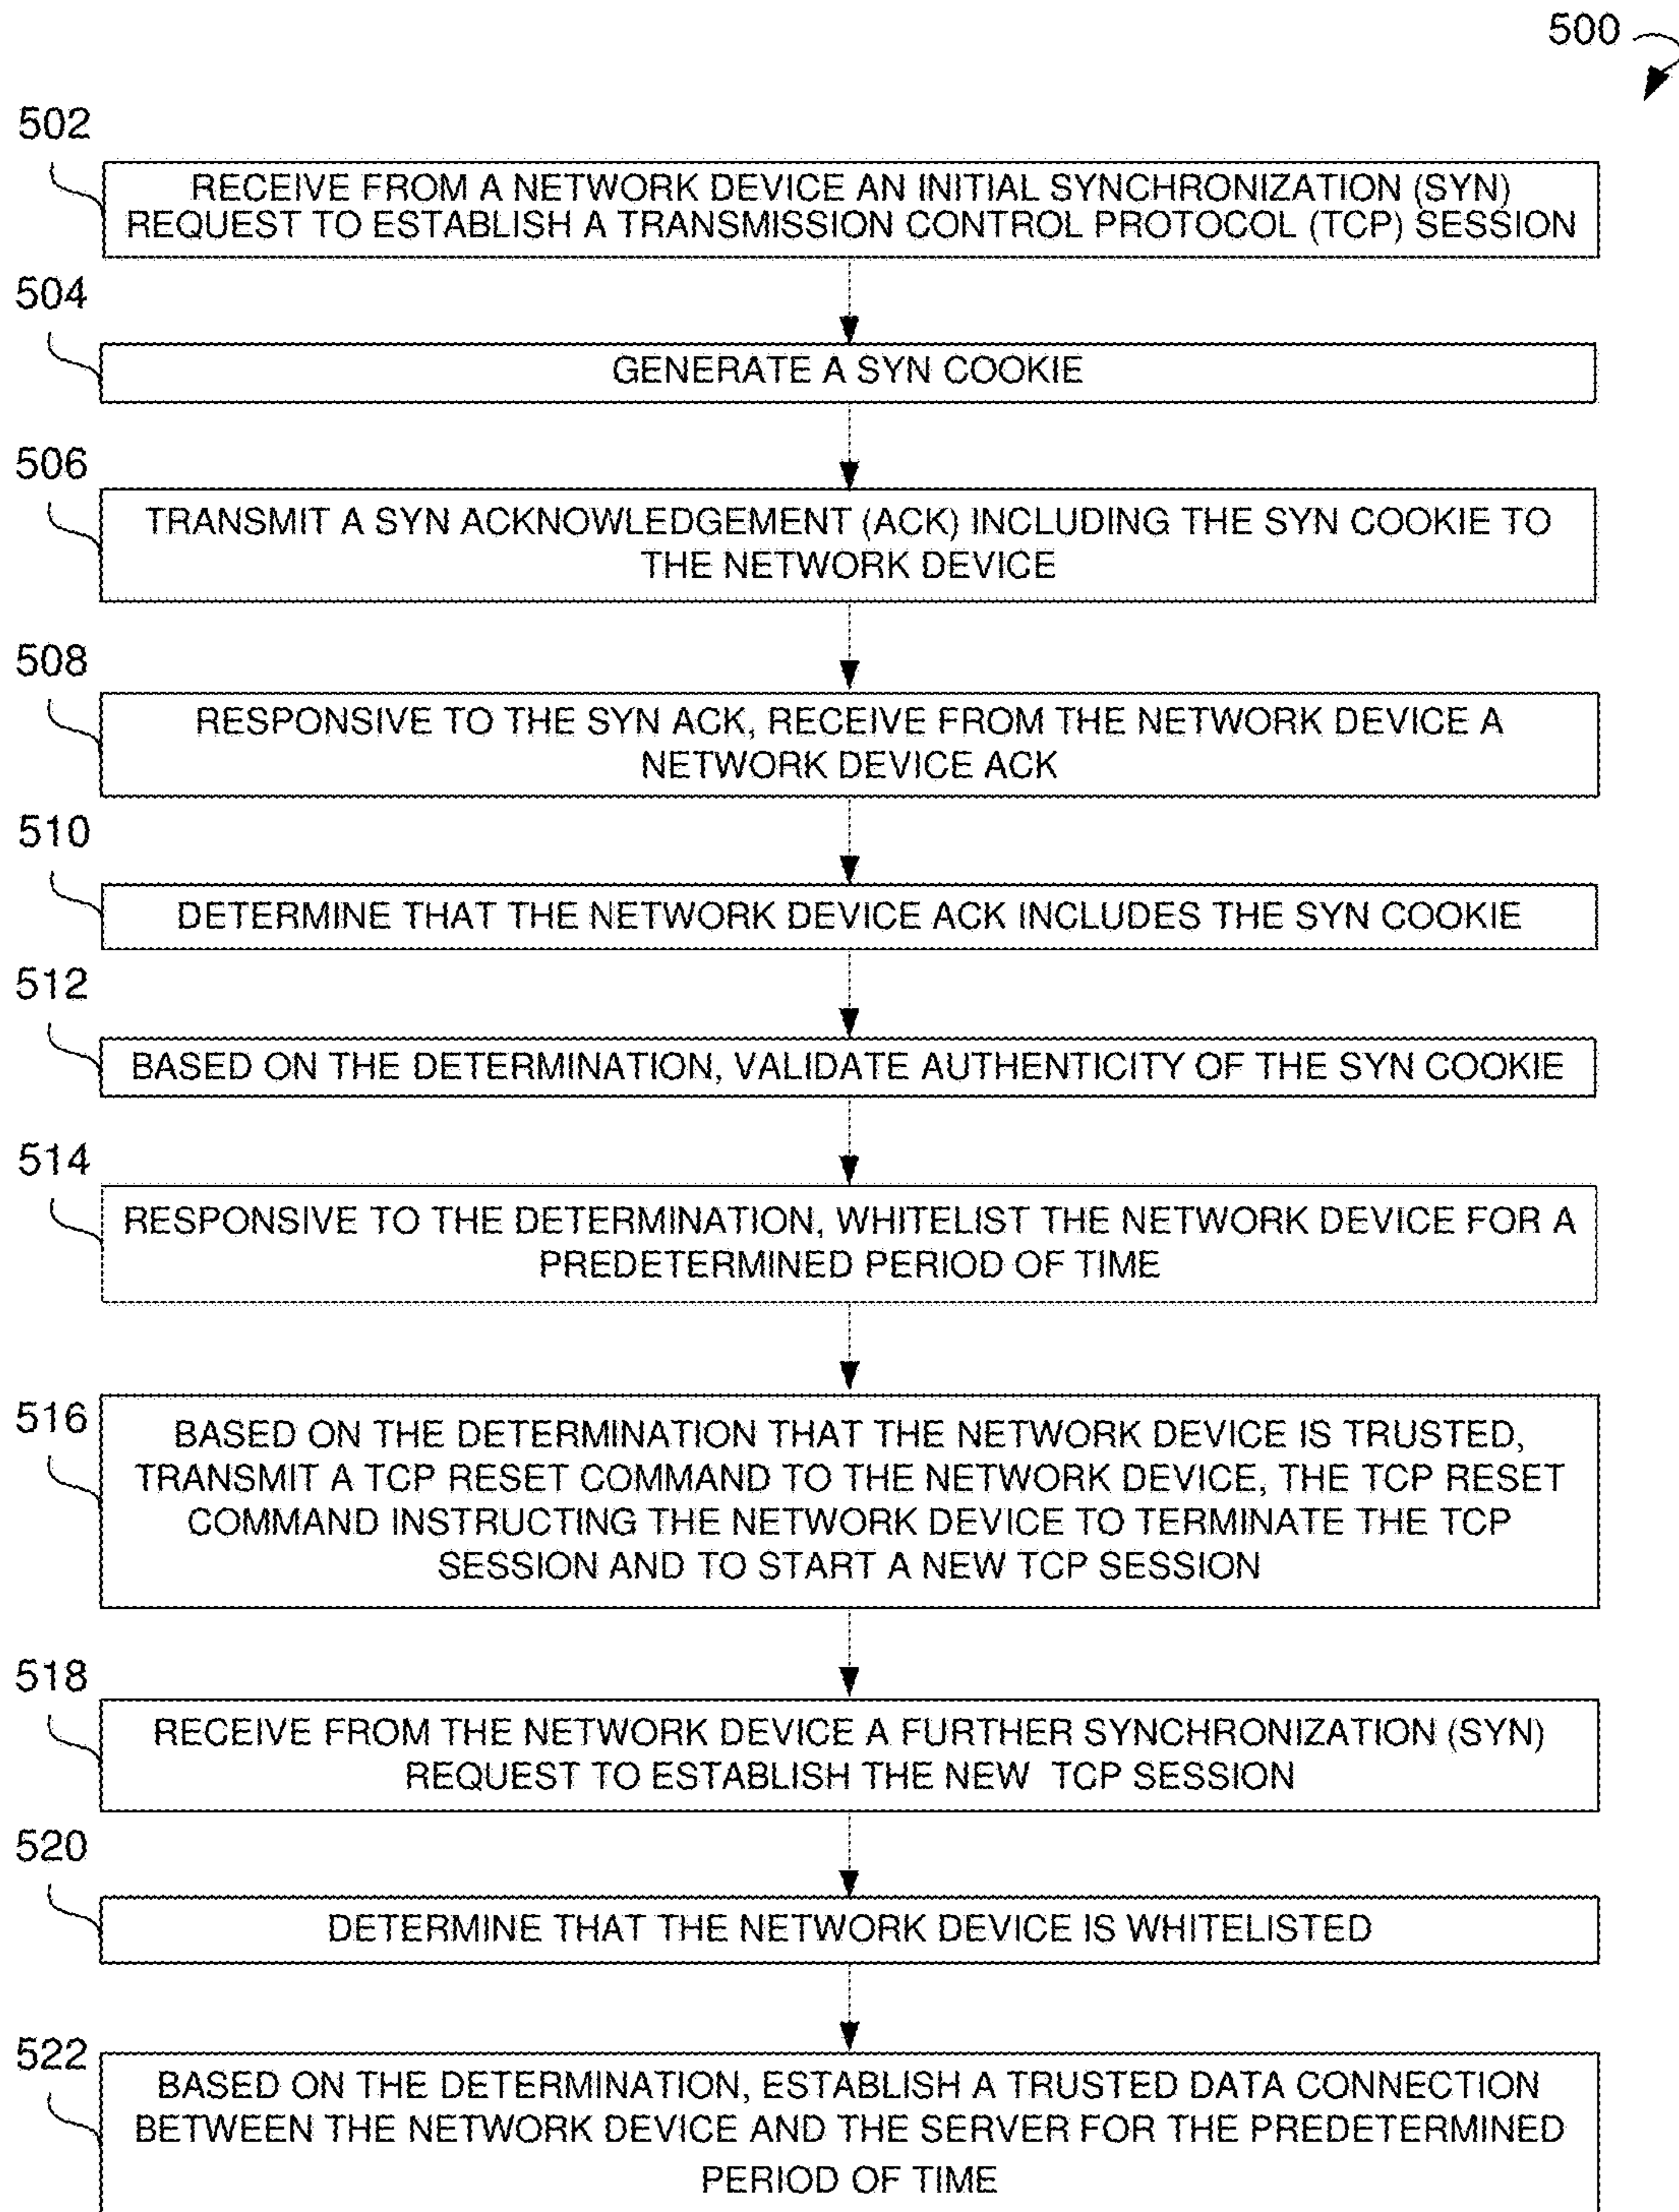 500
502
RECEIVE FROM A NETWORK DEVICE AN INITIAL SYNCHRONIZATION (SYN)
REQUEST TO ESTABLISH A TRANSMISSION CONTROL PROTOCOL (TCP) SESSION
504
GENERATE A SYN COOKIE
506
TRANSMIT A SYN ACKNOWLEDGEMENT (ACK) INCLUDING THE SYN COOKIE TO
THE NETWORK DEVICE
508
RESPONSIVE TO THE SYN ACK, RECEIVE FROM THE NETWORK DEVICE A
NETWORK DEVICE ACK
510
DETERMINE THAT THE NETWORK DEVICE ACK INCLUDES THE SYN COOKIE
512
BASED ON THE DETERMINATION, VALIDATE AUTHENTICITY OF THE SYN COOKIE
514
RESPONSIVE TO THE DETERMINATION, WHITELIST THE NETWORK DEVICE FOR A
PREDETERMINED PERIOD OF TIME
516
BASED ON THE DETERMINATION THAT THE NETWORK DEVICE IS TRUSTED,
TRANSMIT A TCP RESET COMMAND TO THE NETWORK DEVICE, THE TCP RESET
COMMAND INSTRUCTING THE NETWORK DEVICE TO TERMINATE THE TCP
SESSION AND TO START A NEW TCP SESSION
518
RECEIVE FROM THE NETWORK DEVICE A FURTHER SYNCHRONIZATION (SYN)
REQUEST TO ESTABLISH THE NEW TCP SESSION
520
DETERMINE THAT THE NETWORK DEVICE IS WHITELISTED
522
BASED ON THE DETERMINATION, ESTABLISH A TRUSTED DATA CONNECTION
BETWEEN THE NETWORK DEVICE AND THE SERVER FOR THE PREDETERMINED
PERIOD OF TIME